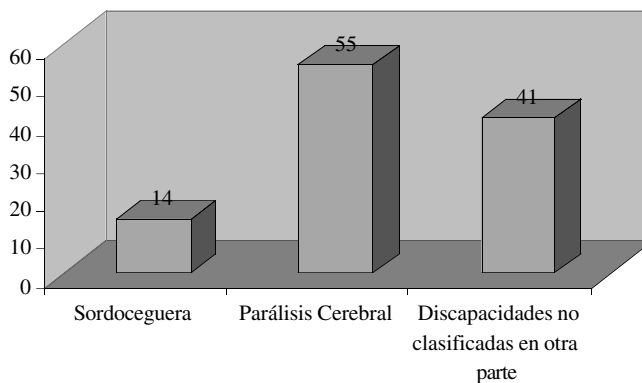 60
50
40
30
20
10
0
14
55
41
Sordoceguera
Parálisis Cerebral
Discapacidades no
clasificadas en otra
parte